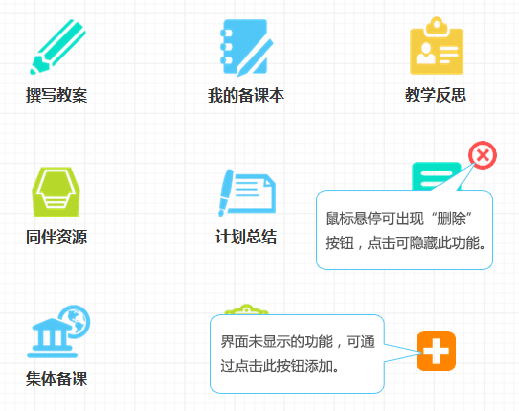 撰写教案
我的备课本
教学反思
同伴资源
计划总结
鼠标悬停可出现“删除”
按钮，点击可隐藏此功能。
集体备课
界面未显示的功能，可通
过点击此按钮添加。